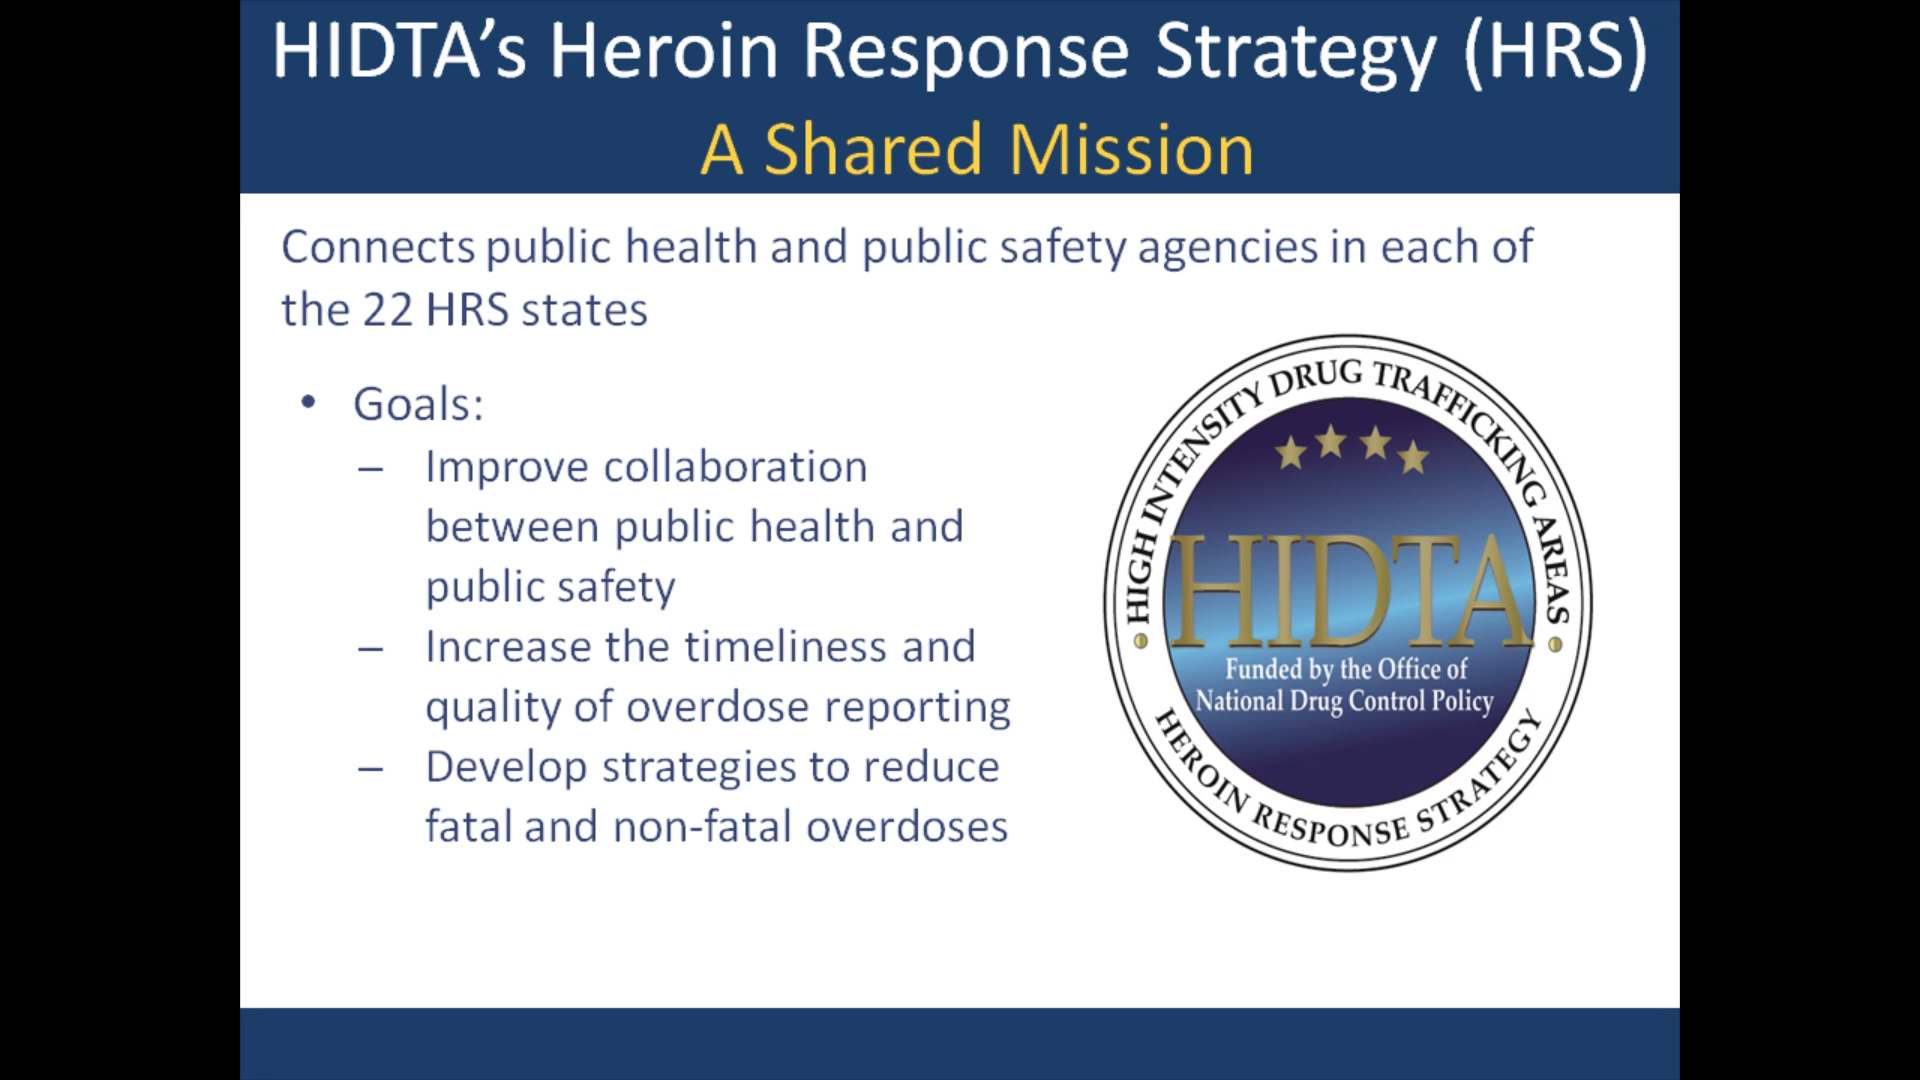 HIDTA’s Heroin Response Strategy (HRS)
A Shared Mission
Connects public health and public safety agencies in each of
the 22 HRS states
• Goals:
– Improve collaboration
between public health and
public safety
– Increase the timeliness and
quality of overdose reporting
– Develop strategies to reduce
fatal and non-fatal overdoses
HIGH INTENSITY DRUG TRAFFICKING AREAS
HIDTA
Funded by the Office of
National Drug Control Policy
HEROIN RESPONSE STRATEGY